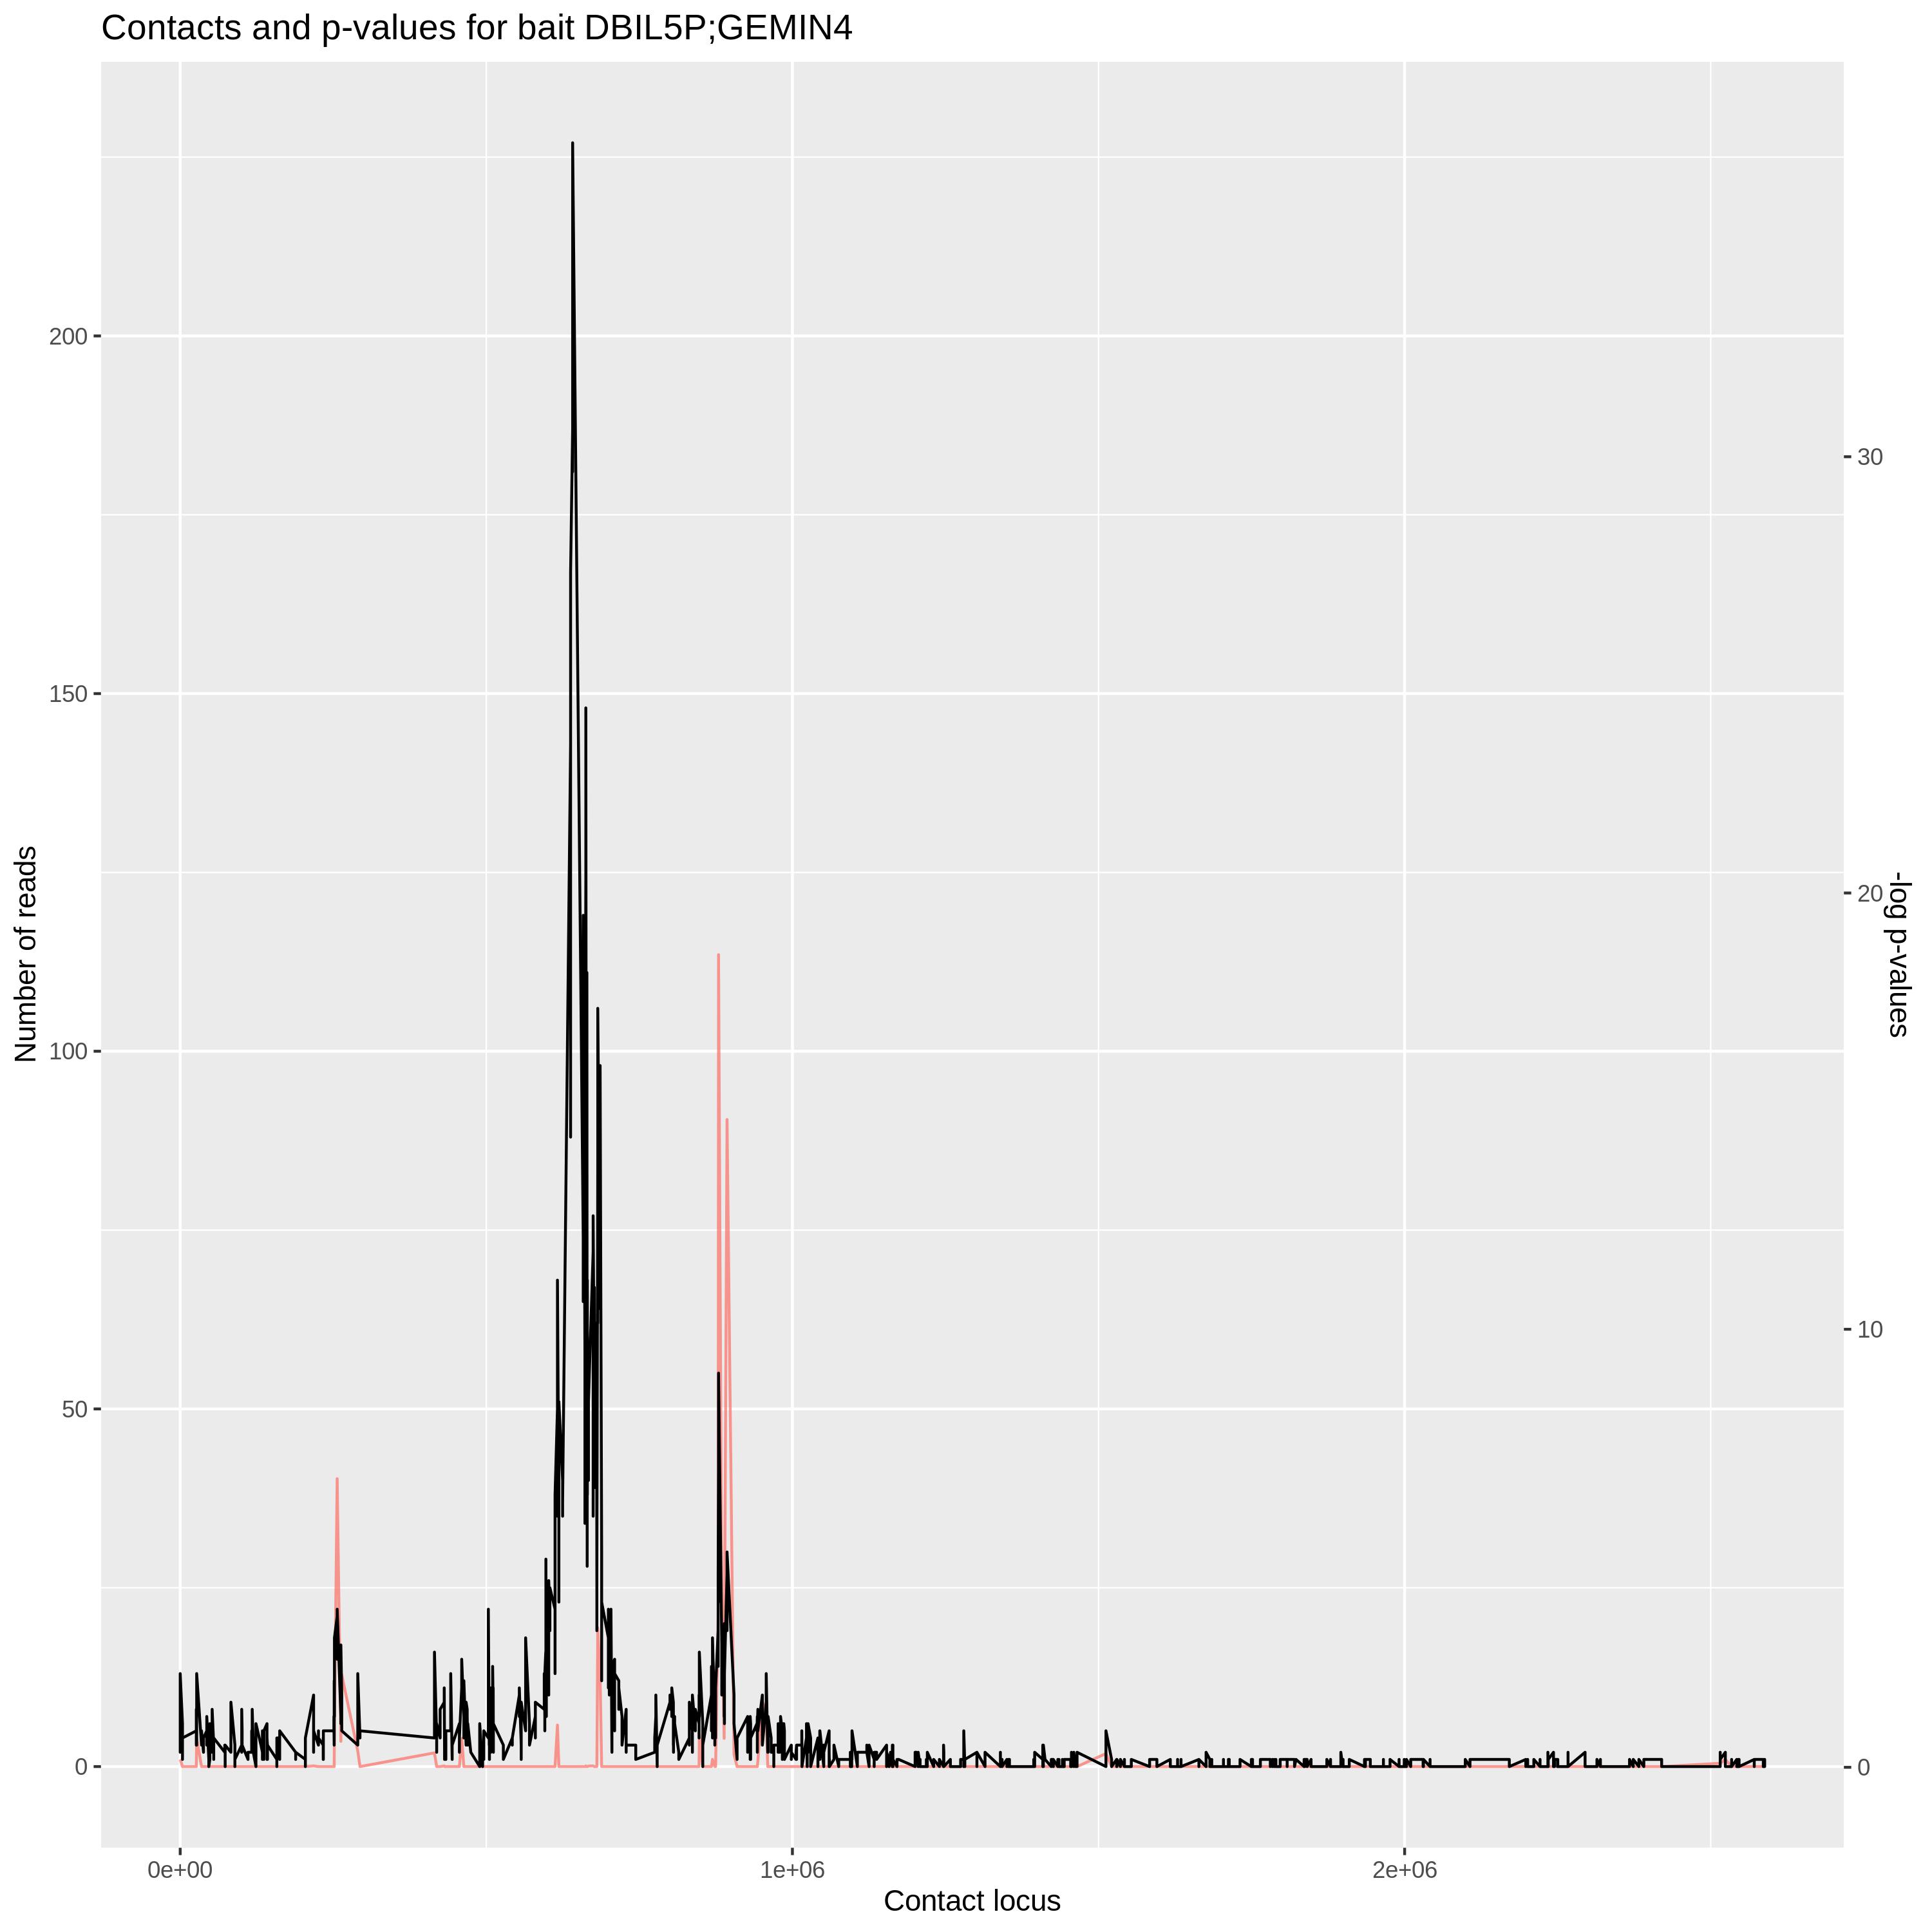 Contacts and p-values for bait DBIL5P;GEMIN4
200
150
100
50
0
Number of reads
30
20
10
0
-log p-values
0e+00 1e+06 2e+06
Contact locus